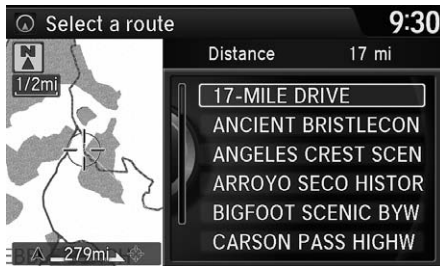 Select a route
9:30
N
1/2mi
Distance 17 mi
17-MILE DRIVE
ANCIENT BRISTLECON
ANGELES CREST SCEN
ARROYO SECO HISTOR
BIGFOOT SCENIC BYW
CARSON PASS HIGHW
279mi